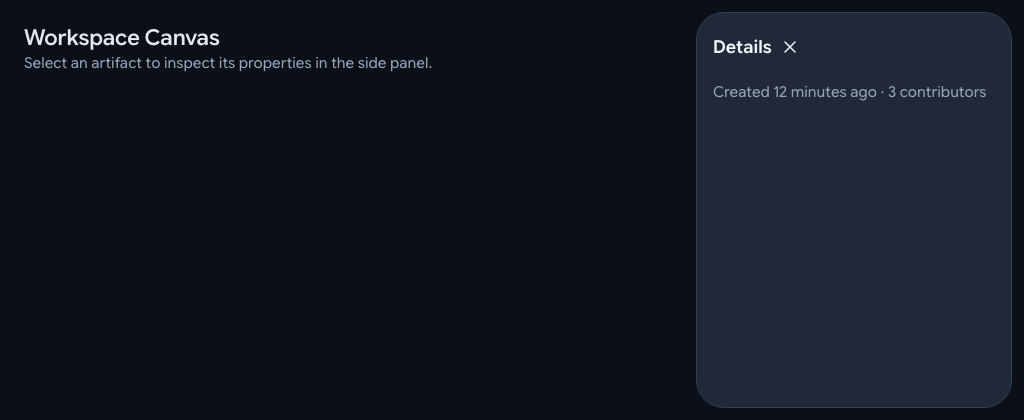 Workspace Canvas
Select an artifact to inspect its properties in the side panel.
Details
Created 12 minutes ago · 3 contributors